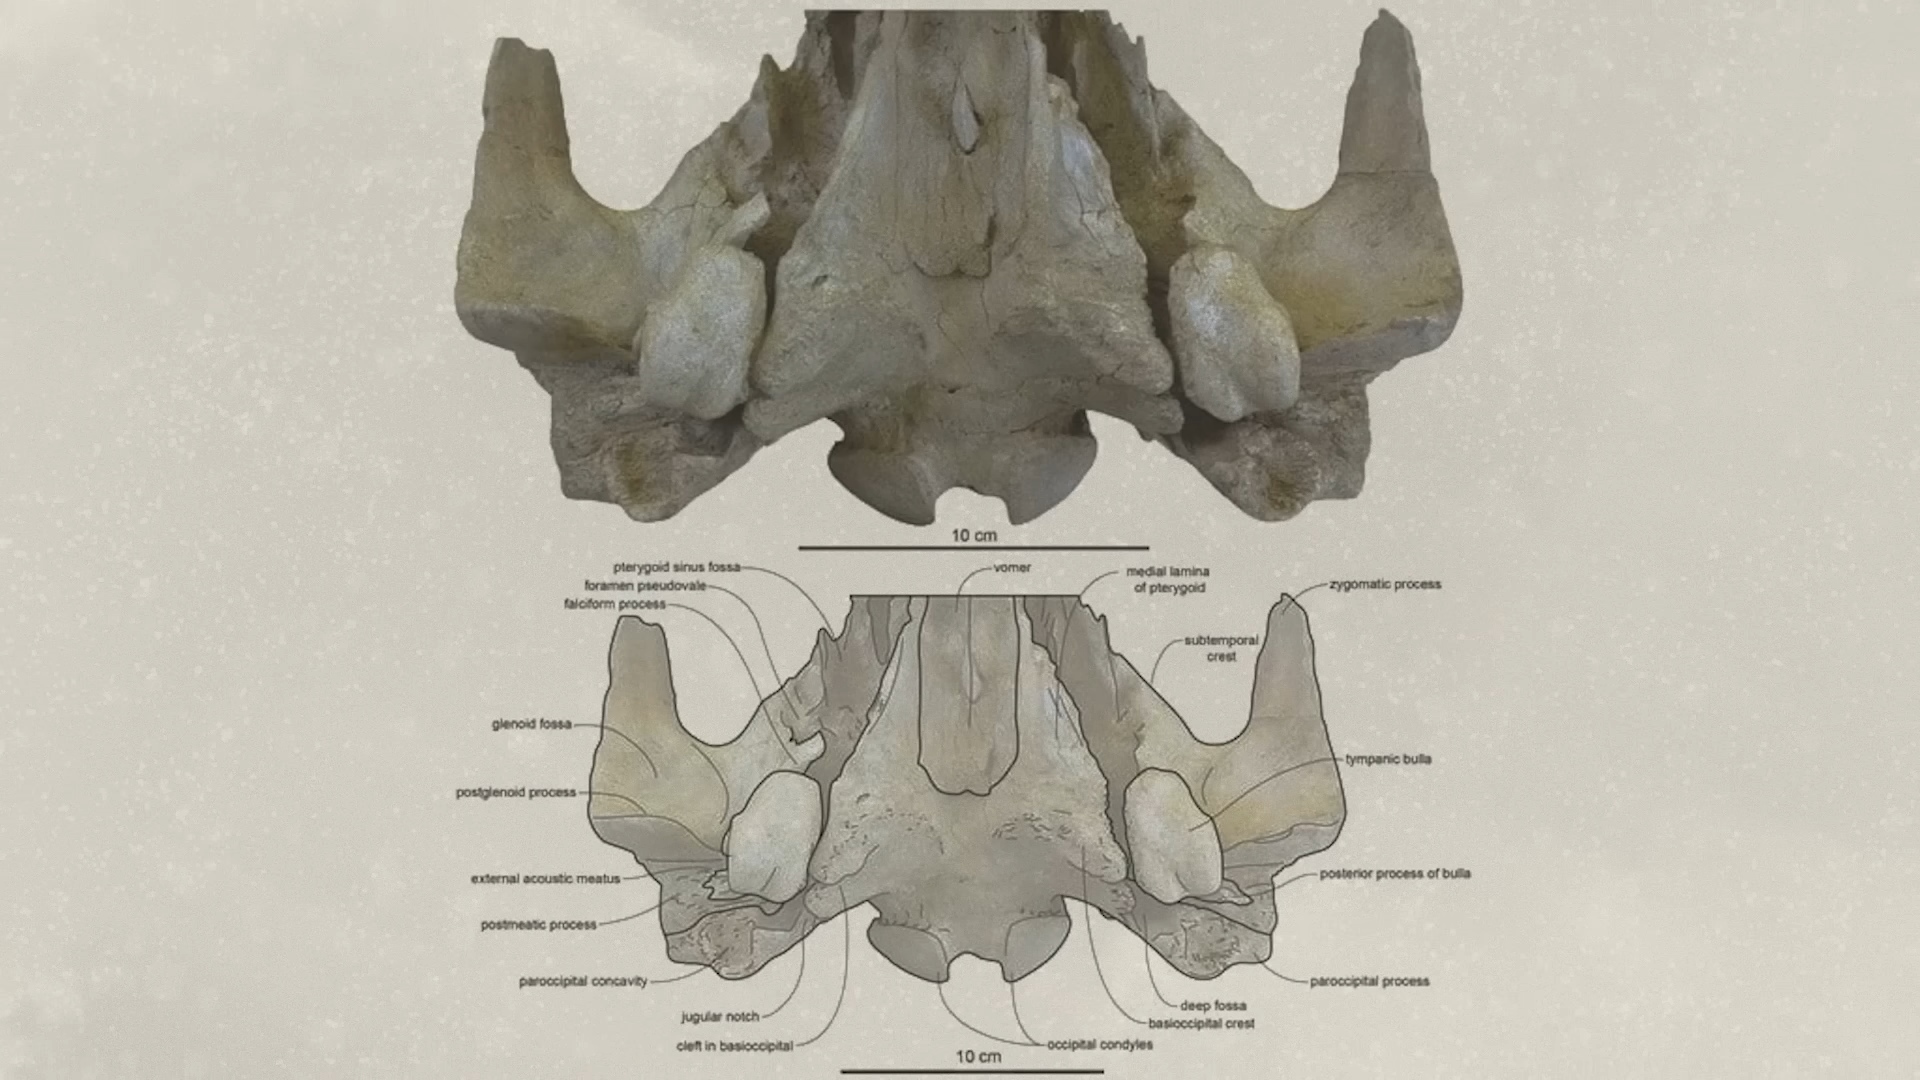 10 cm
pterygoid sinus fossa
foramen pseudovale
falciform process
vomer
medial lamina
of pterygoid
zygomatic process
subtemporal
crest
glenoid fossa
tympanic bulla
postglenoid process
external acoustic meatus
posterior process of bulla
postmeatic process
paroccipital concavity
paroccipital process
jugular notch
deep fossa
basioccipital crest
cleft in basioccipital
occipital condyles
10 cm